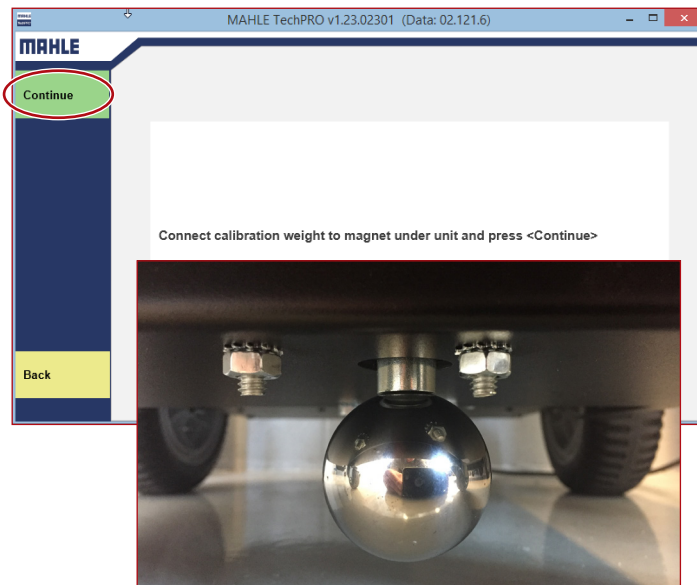 MAHLE TechPRO v1.23.02301 (Data: 02.121.6)
MAHLE
Continue
Connect calibration weight to magnet under unit and press <Continue>
Back